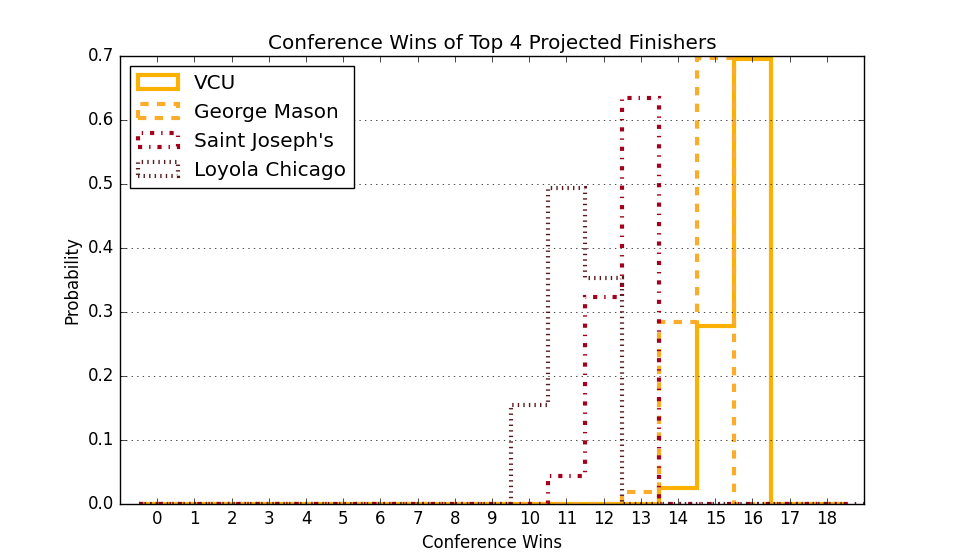 Conference Wins of Top 4 Projected Finishers
0.7
0.6
0.5
0.4
0.3
0.2
0.1
0.0
Probability
VCU
George Mason
Saint Joseph's
Loyola Chicago
0 1 2 3 4 5 6 7 8 9 10 11 12 13 14 15 16 17 18
Conference Wins